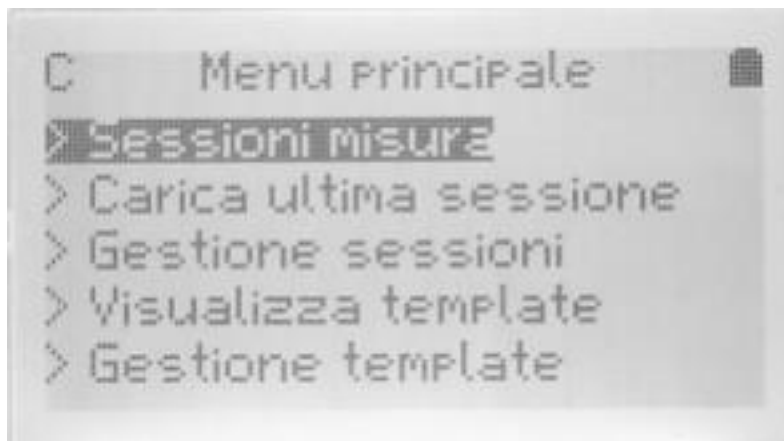 C Menu principale
> Sessioni misura
> Carica ultima sessione
> Gestione sessioni
> Visualizza template
> Gestione template